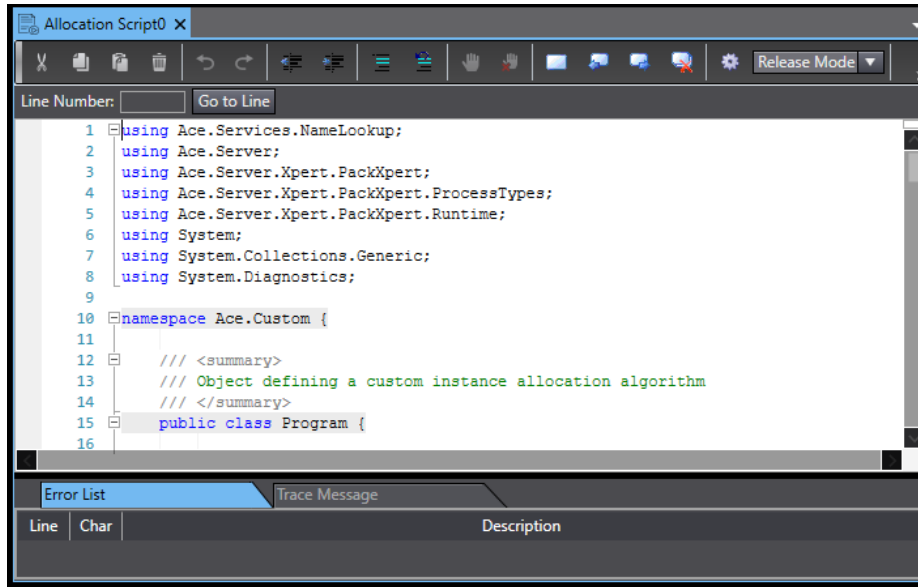 Allocation Script0
Release Mode
Line Number: Go to Line
1 using Ace.Services.NameLookup;
2 using Ace.Server;
3 using Ace.Server.Xpert.PackXpert;
4 using Ace.Server.Xpert.PackXpert.ProcessTypes;
5 using Ace.Server.Xpert.PackXpert.Runtime;
6 using System;
7 using System.Collections.Generic;
8 using System.Diagnostics;
9
10 namespace Ace.Custom {
11
12 /// <summary>
13 /// Object defining a custom instance allocation algorithm
14 /// </summary>
15 public class Program {
16
Error List Trace Message
Line Char Description